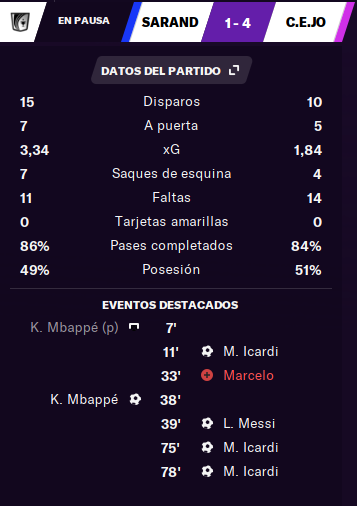 EN PAUSA SARAND 1 - 4 C.E.JO
DATOS DEL PARTIDO
15 Disparos 10
7 A puerta 5
3,34 xG 1,84
7 Saques de esquina 4
11 Faltas 14
0 Tarjetas amarillas 0
86% Pases completados 84%
49% Posesión 51%
EVENTOS DESTACADOS
K. Mbappé (p) 7'
11' M. Icardi
33' Marcelo
K. Mbappé 38'
39' L. Messi
75' M. Icardi
78' M. Icardi